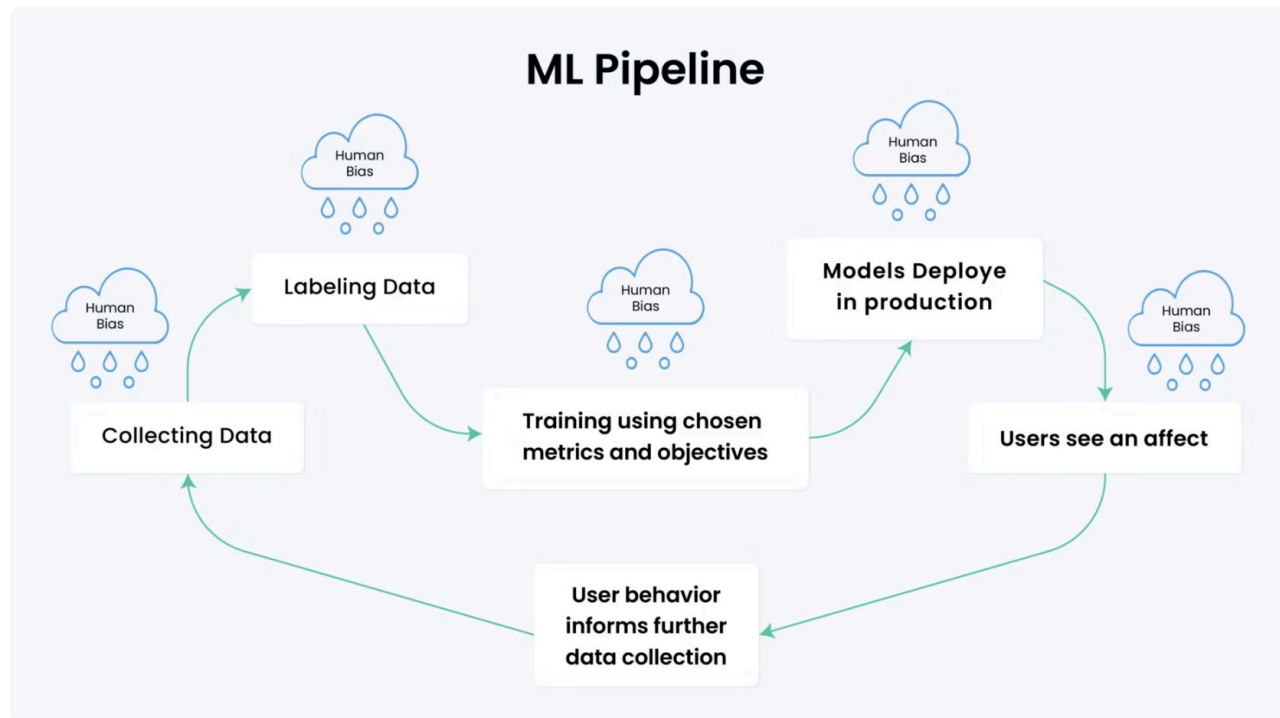 ML Pipeline
Human
Bias
Human
Bias
Human
Bias
Human
Bias
Human
Bias
Collecting Data
Labeling Data
Training using chosen
metrics and objectives
Models Deploye
in production
Users see an affect
User behavior
informs further
data collection